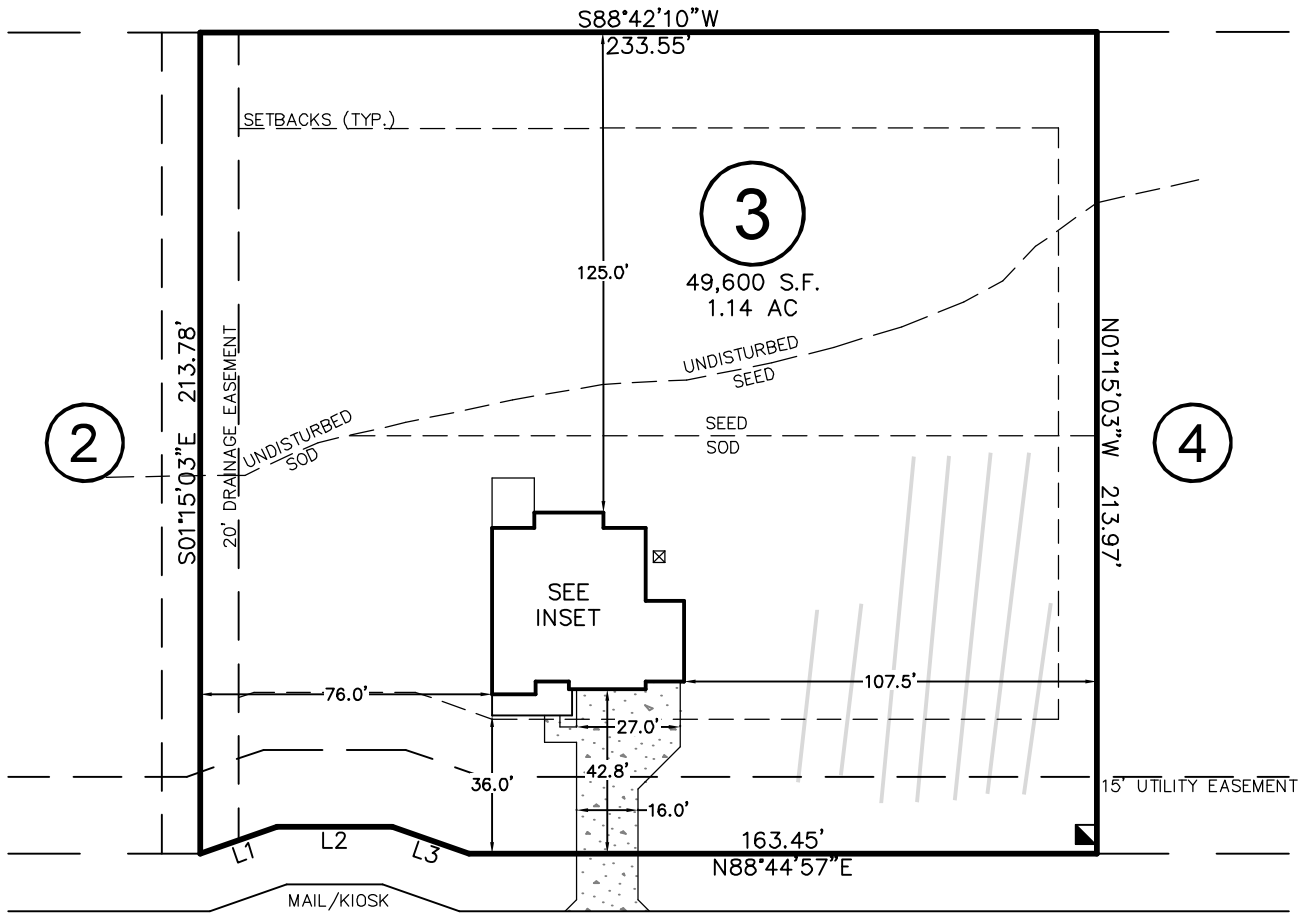 S88°42'10"W
233.55'
SETBACKS (TYP.)
3
49,600 S.F.
1.14 AC
125.0'
UNDISTURBED
SEED
SEED
SOD
UNDISTURBED
SOD
2
4
S01°15'03"E 213.78'
20' DRAINAGE EASEMENT
N01°15'03"W 213.97'
SEE
INSET
76.0'
107.5'
27.0'
36.0'
42.8'
16.0'
15' UTILITY EASEMENT
L1
L2
L3
163.45'
N88°44'57"E
MAIL/KIOSK